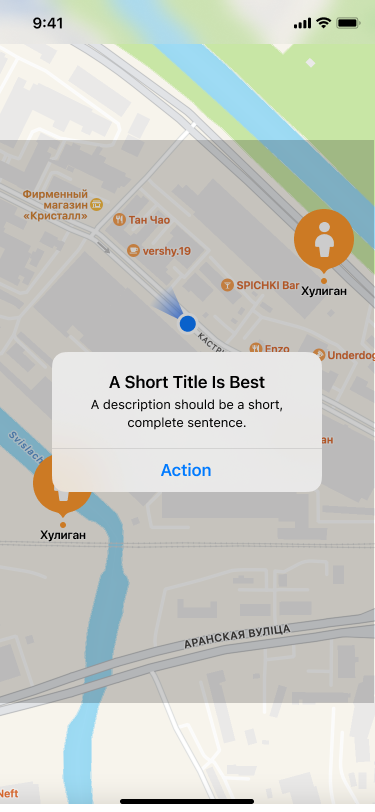 9:41
Фирменный
магазин
«Кристалл»
Тан Чао
vershy.19
SPICHKI Bar
Хулиган
КАСТР
Enzo
Underdog
A Short Title Is Best
A description should be a short,
complete sentence.
ан
Action
Svislach
Хулиган
АРАНСКАЯ ВУЛІЦА
Neft